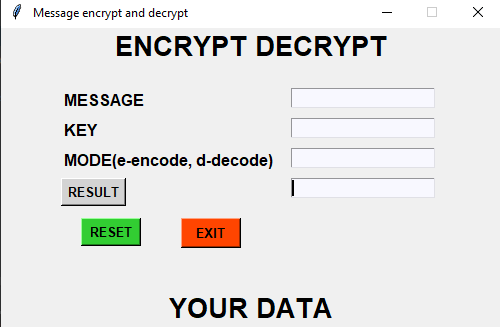 Message encrypt and decrypt
ENCRYPT DECRYPT
MESSAGE
KEY
MODE(e-encode, d-decode)
RESULT
RESET EXIT
YOUR DATA